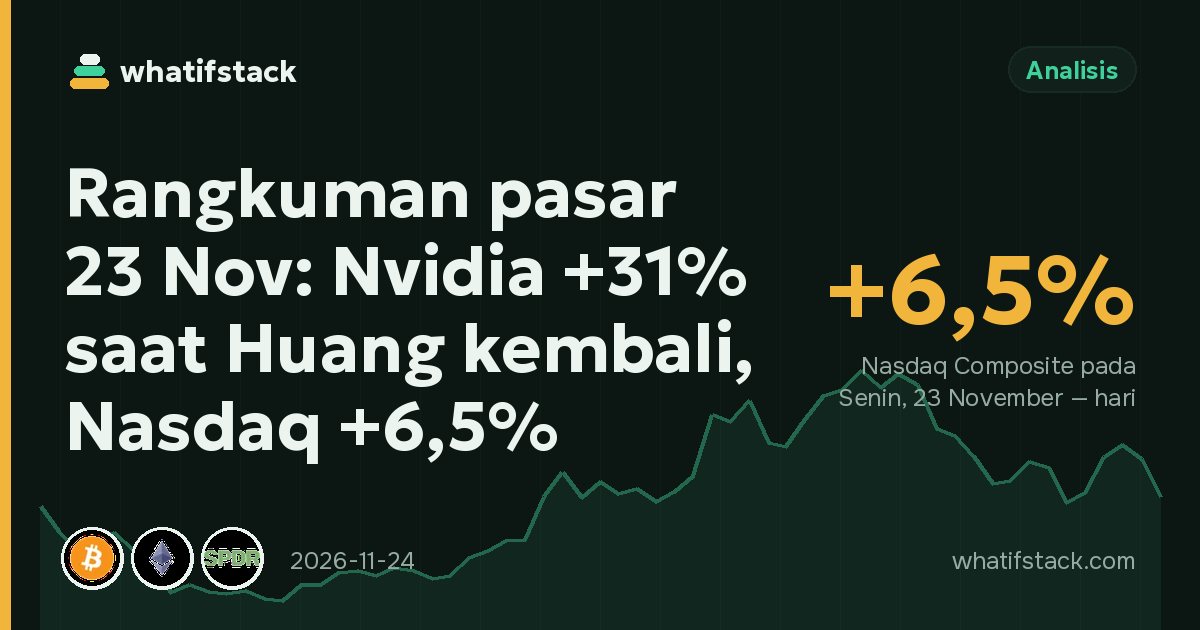 whatifstack
Analisis
Rangkuman pasar
23 Nov: Nvidia +31%
saat Huang kembali,
Nasdaq +6,5%
+6,5%
Nasdaq Composite pada
Senin, 23 November — hari
SPDR
2026-11-24
whatifstack.com